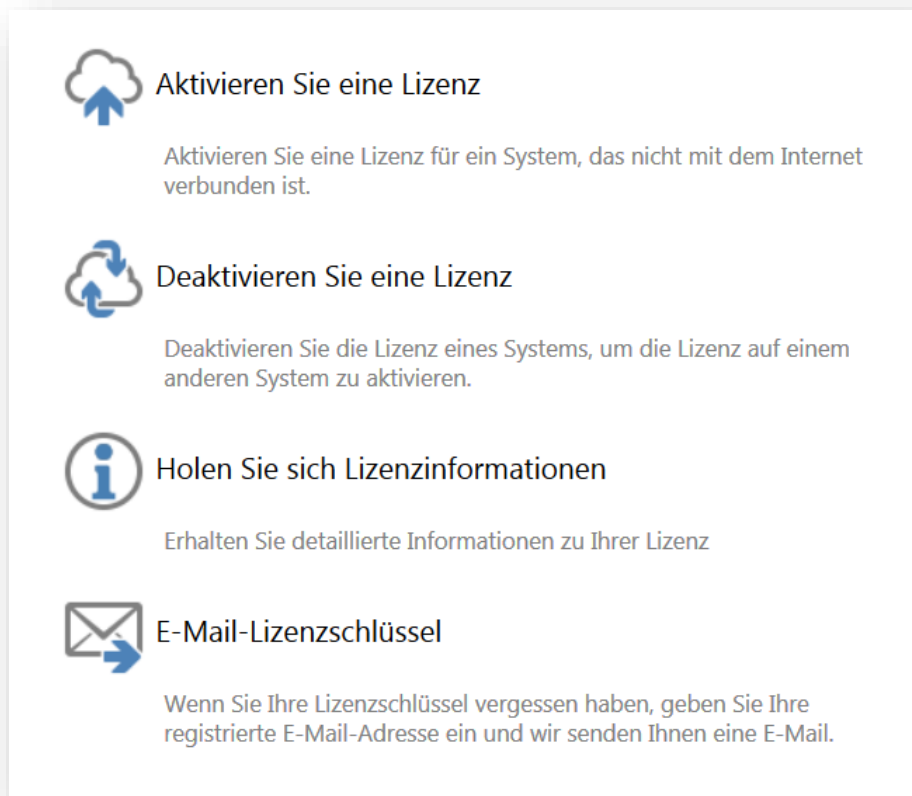 Aktivieren Sie eine Lizenz
Aktivieren Sie eine Lizenz für ein System, das nicht mit dem Internet
verbunden ist.
Deaktivieren Sie eine Lizenz
Deaktivieren Sie die Lizenz eines Systems, um die Lizenz auf einem
anderen System zu aktivieren.
Holen Sie sich Lizenzinformationen
Erhalten Sie detaillierte Informationen zu Ihrer Lizenz
E-Mail-Lizenzschlüssel
Wenn Sie Ihre Lizenzschlüssel vergessen haben, geben Sie Ihre
registrierte E-Mail-Adresse ein und wir senden Ihnen eine E-Mail.